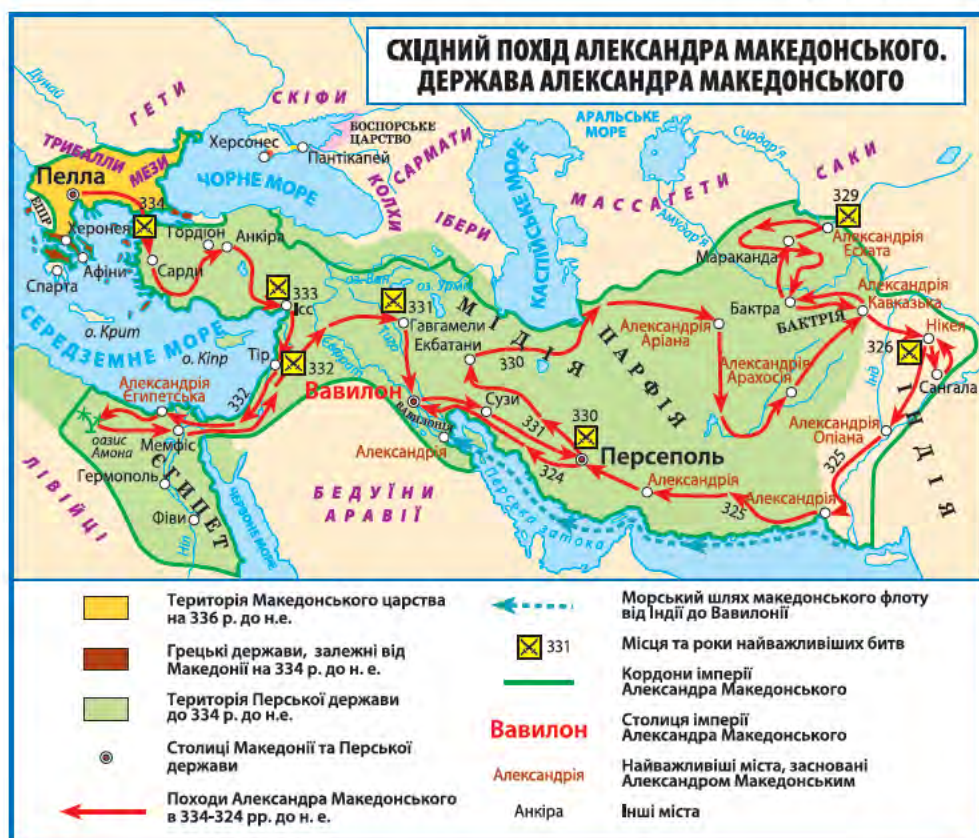 СХІДНИЙ ПОХІД АЛЕКСАНДРА МАКЕДОНСЬКОГО.
ДЕРЖАВА АЛЕКСАНДРА МАКЕДОНСЬКОГО
Дунай
ГЕТИ
СКІФИ
БОСПОРСЬКЕ
ЦАРСТВО
Херсонес
Пантікапей
САРМАТИ
КОЛХИ
ІБЕРИ
АРАЛЬСЬКЕ
МОРЕ
Сирдар'я
Амудар'я
МАССАГЕТИ
САКИ
ТРИБАЛЛИ
МЕЗИ
Пелла
ЕПІР
ЧОРНЕ МОРЕ
КАСПІЙСЬКЕ МОРЕ
334
Херонея
Гордіон
Анкіра
Афіни
Сарди
Спарта
329
Александрія
Есхата
Мараканда
оз. Ван
оз. Урмія
333
Ісс
331
Гавгамели
Екбатани
МІДІЯ
Бактра
БАКТРІЯ
Александрія
Кавказька
Нікея
326
Сангала
о. Крит
о. Кіпр
СЕРЕДЗЕМНЕ МОРЕ
Тір
332
Тигр
Євфрат
330
ПАРФІЯ
Александрія
Аріана
Александрія
Арахосія
Інд
ІНДІЯ
Александрія
Єгипетська
332
Вавилон
ВАВИЛОНІЯ
Сузи
331
330
324
Персеполь
Александрія
Опіана
325
оазис
Амона
Мемфіс
Александрія
Гермополь
ЄГИПЕТ
ЛІВІЙЦІ
БЕДУЇНИ
АРАВІЇ
Александрія
325
Александрія
Фіви
Ніл
ЧЕРВОНЕ МОРЕ
Перська затока
Територія Македонського царства
на 336 р. до н.е.
Грецькі держави, залежні від
Македонії на 334 р. до н. е.
Територія Перської держави
до 334 р. до н.е.
Столиці Македонії та Перської
держави
Походи Александра Македонського
в 334-324 рр. до н. е.
Морський шлях македонського флоту
від Індії до Вавилонії
331
Місця та роки найважливіших битв
Кордони імперії
Александра Македонського
Вавилон
Столиця імперії
Александра Македонського
Александрія
Найважливіші міста, засновані
Александром Македонським
Анкіра
Інші міста